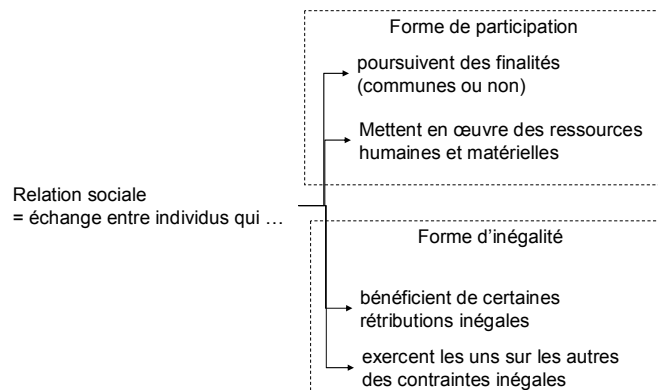 Forme de participation
poursuivent des finalités
(communes ou non)
Mettent en œuvre des ressources
humaines et matérielles
Relation sociale
= échange entre individus qui …
Forme d’inégalité
bénéficient de certaines
rétributions inégales
exercent les uns sur les autres
des contraintes inégales